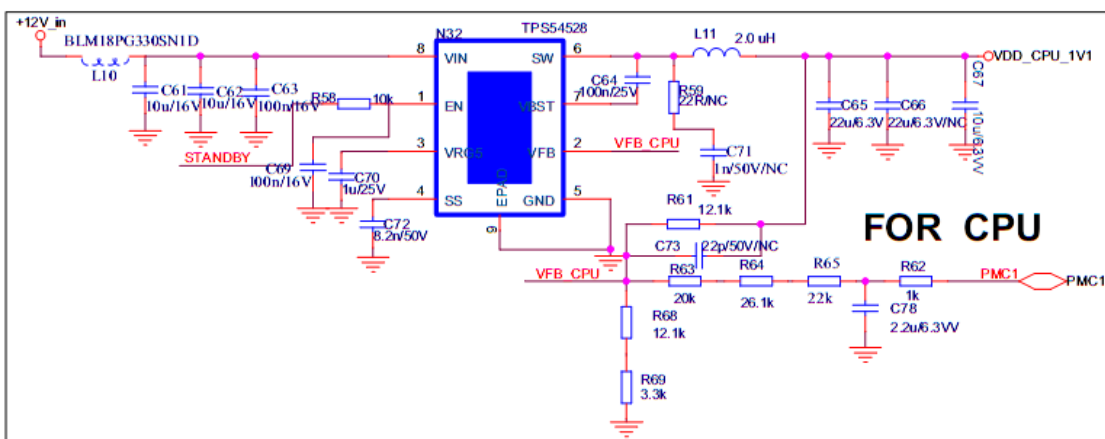 +12V_in
BLM18PG330SN1D
L10
C61
10u/16V
C62
10u/16V
C63
100n/16V
R58
10k
STANDBY
C69
100n/16V
C70
1u/25V
C72
8.2n/50V
N32
TPS54528
8
VIN
1
EN
3
VRG5
4
SS
9
EPAD
SW
6
VBST
7
VFB
2
GND
5
C64
100n/25V
L11
2.0 uH
R59
22R/NC
VFB_CPU
C71
1n/50V/NC
C65
22u/6.3V
C66
22u/6.3V/NC
C67
10u/6.3VV
VDD_CPU_1V1
R61
12.1k
C73
22p/50V/NC
FOR CPU
VFB_CPU
R63
20k
R64
26.1k
R65
22k
R62
1k
PMC1
PMC1
C78
2.2u/6.3VV
R68
12.1k
R69
3.3k